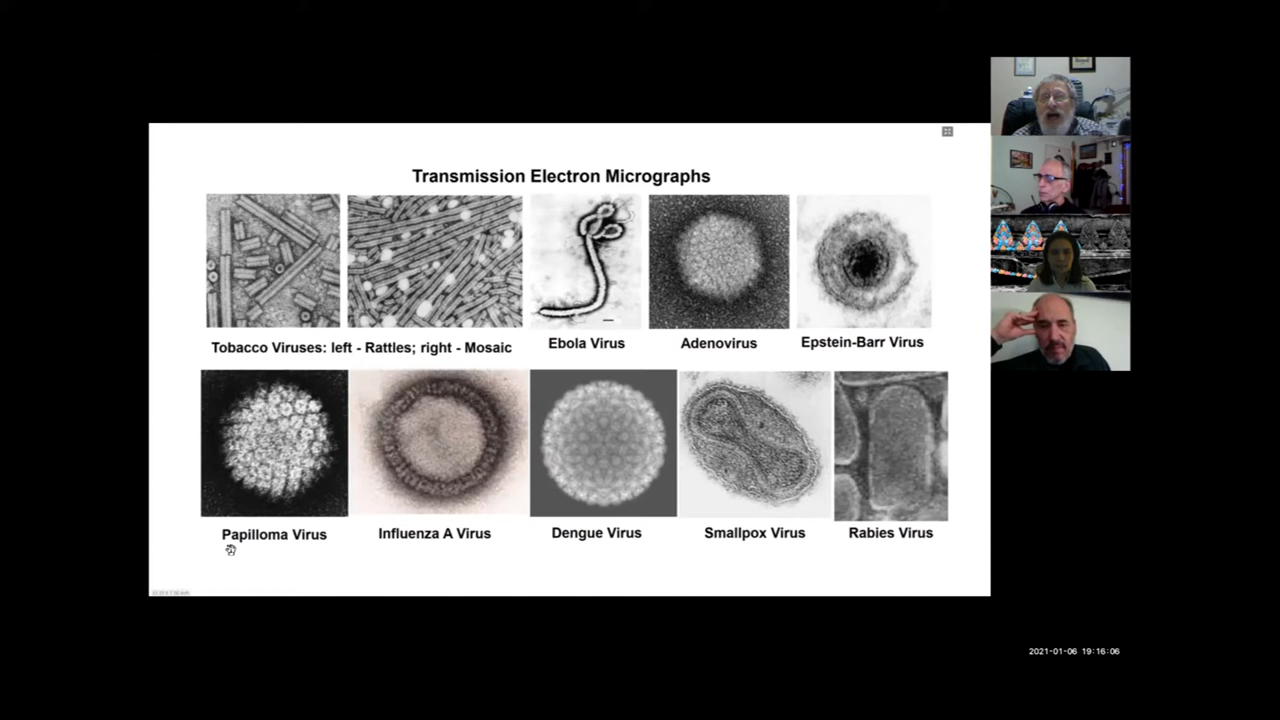 Transmission Electron Micrographs
Tobacco Viruses: left - Rattles; right - Mosaic
Ebola Virus
Adenovirus
Epstein-Barr Virus
Papilloma Virus
Influenza A Virus
Dengue Virus
Smallpox Virus
Rabies Virus
2021-01-06 19:16:06